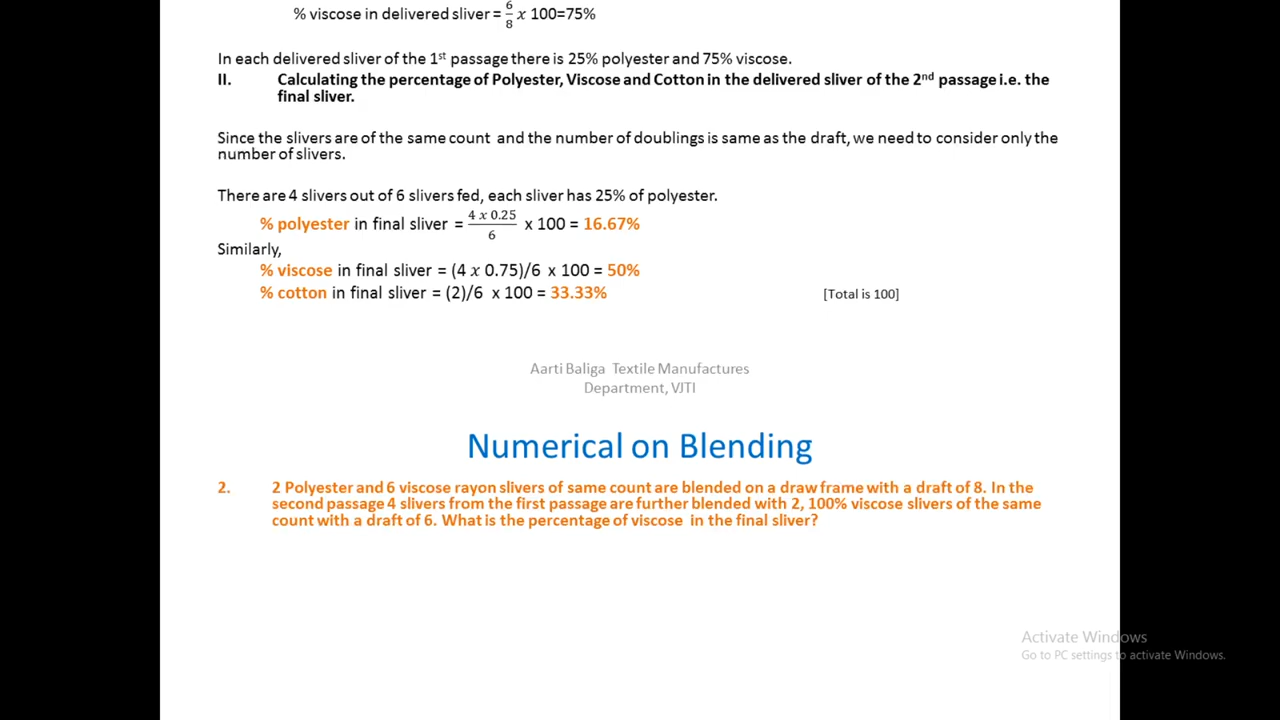 % viscose in delivered sliver = 6/8 x 100=75%
In each delivered sliver of the 1st passage there is 25% polyester and 75% viscose.
II. Calculating the percentage of Polyester, Viscose and Cotton in the delivered sliver of the 2nd passage i.e. the
final sliver.
Since the slivers are of the same count and the number of doublings is same as the draft, we need to consider only the
number of slivers.
There are 4 slivers out of 6 slivers fed, each sliver has 25% of polyester.
% polyester in final sliver = 4 x 0.25/6 x 100 = 16.67%
Similarly,
% viscose in final sliver = (4 x 0.75)/6 x 100 = 50%
% cotton in final sliver = (2)/6 x 100 = 33.33% [Total is 100]
Aarti Baliga Textile Manufactures
Department, VJTI
Numerical on Blending
2. 2 Polyester and 6 viscose rayon slivers of same count are blended on a draw frame with a draft of 8. In the
second passage 4 slivers from the first passage are further blended with 2, 100% viscose slivers of the same
count with a draft of 6. What is the percentage of viscose in the final sliver?
Activate Windows
Go to PC settings to activate Windows.